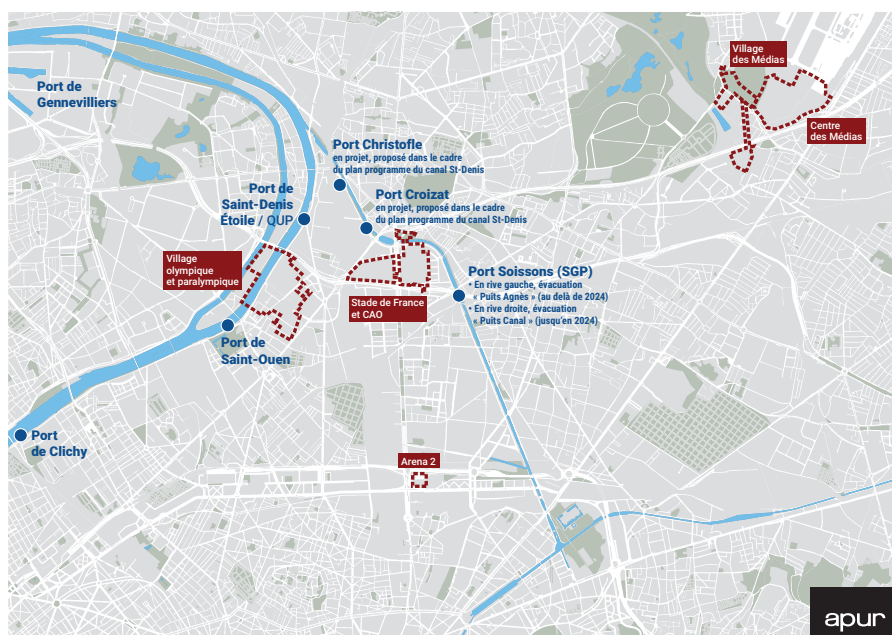 Village
des Médias
Port de
Gennevilliers
Centre
des Médias
Port Christofle
en projet, proposé dans le cadre
du plan programme du canal St-Denis
Port de
Saint-Denis
Étoile / QUP
Port Croizat
en projet, proposé dans le cadre
du plan programme du canal St-Denis
Village
olympique
et paralympique
Port Soissons (SGP)
• En rive gauche, évacuation
« Puits Agnès » (au delà de 2024)
• En rive droite, évacuation
« Puits Canal » (jusqu'en 2024)
Stade de France
et CAO
Port de
Saint-Ouen
Port
de Clichy
Arena 2
apur